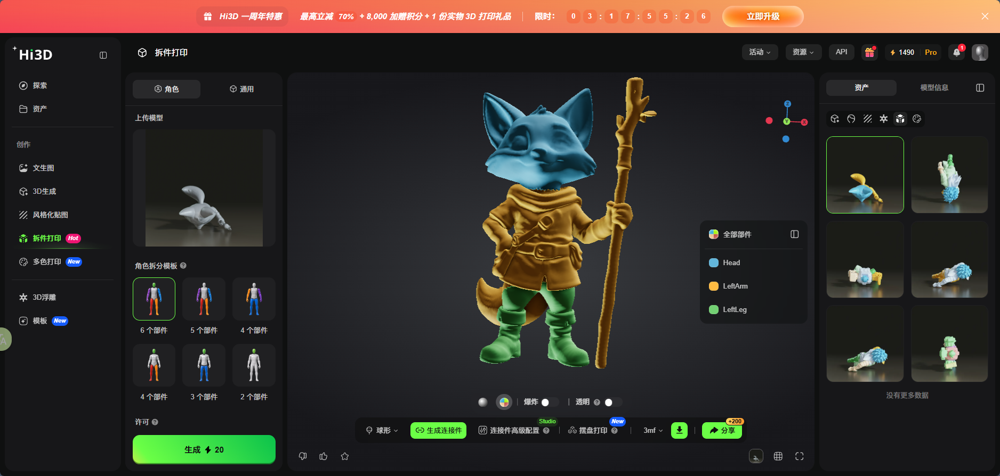 Hi3D 一周年特惠
最高立减 70% + 8,000 加赠积分 + 1 份实物 3D 打印礼品
限时: 0 3 : 1 7 : 5 5 : 2 6
立即升级
Hi3D
拆件打印
活动
资源
API
1490
Pro
1
探索
资产
创作
文生图
3D生成
风格化贴图
拆件打印 Hot
多色打印 New
3D浮雕
模板 New
角色
通用
上传模型
角色拆分模板
6 个部件
5 个部件
4 个部件
4 个部件
3 个部件
2 个部件
许可
生成 20
Z
Y
X
全部部件
Head
LeftArm
LeftLeg
爆炸
透明
球形
生成连接件
连接件高级配置
Studio
摆盘打印
New
3mf
分享
+200
资产
模型信息
没有更多数据